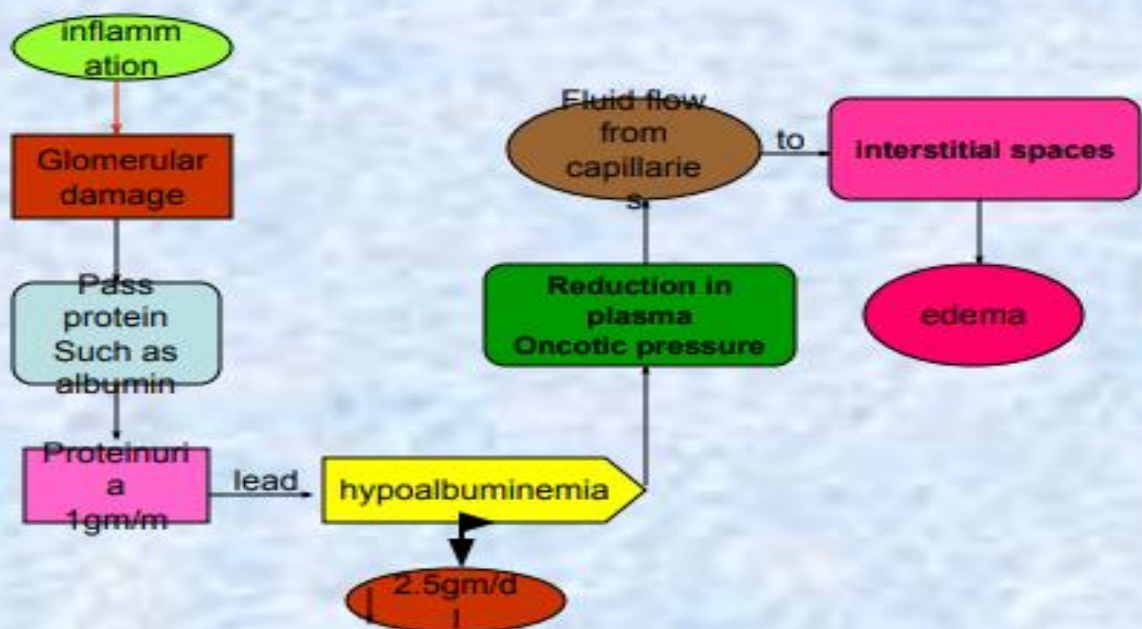 inflamm
ation
Glomerular
damage
Pass
protein
Such as
albumin
Proteinuri
a
1gm/m
lead
hypoalbuminemia
2.5gm/d
l
Reduction in
plasma
Oncotic pressure
Fluid flow
from
capillarie
s
to
interstitial spaces
edema